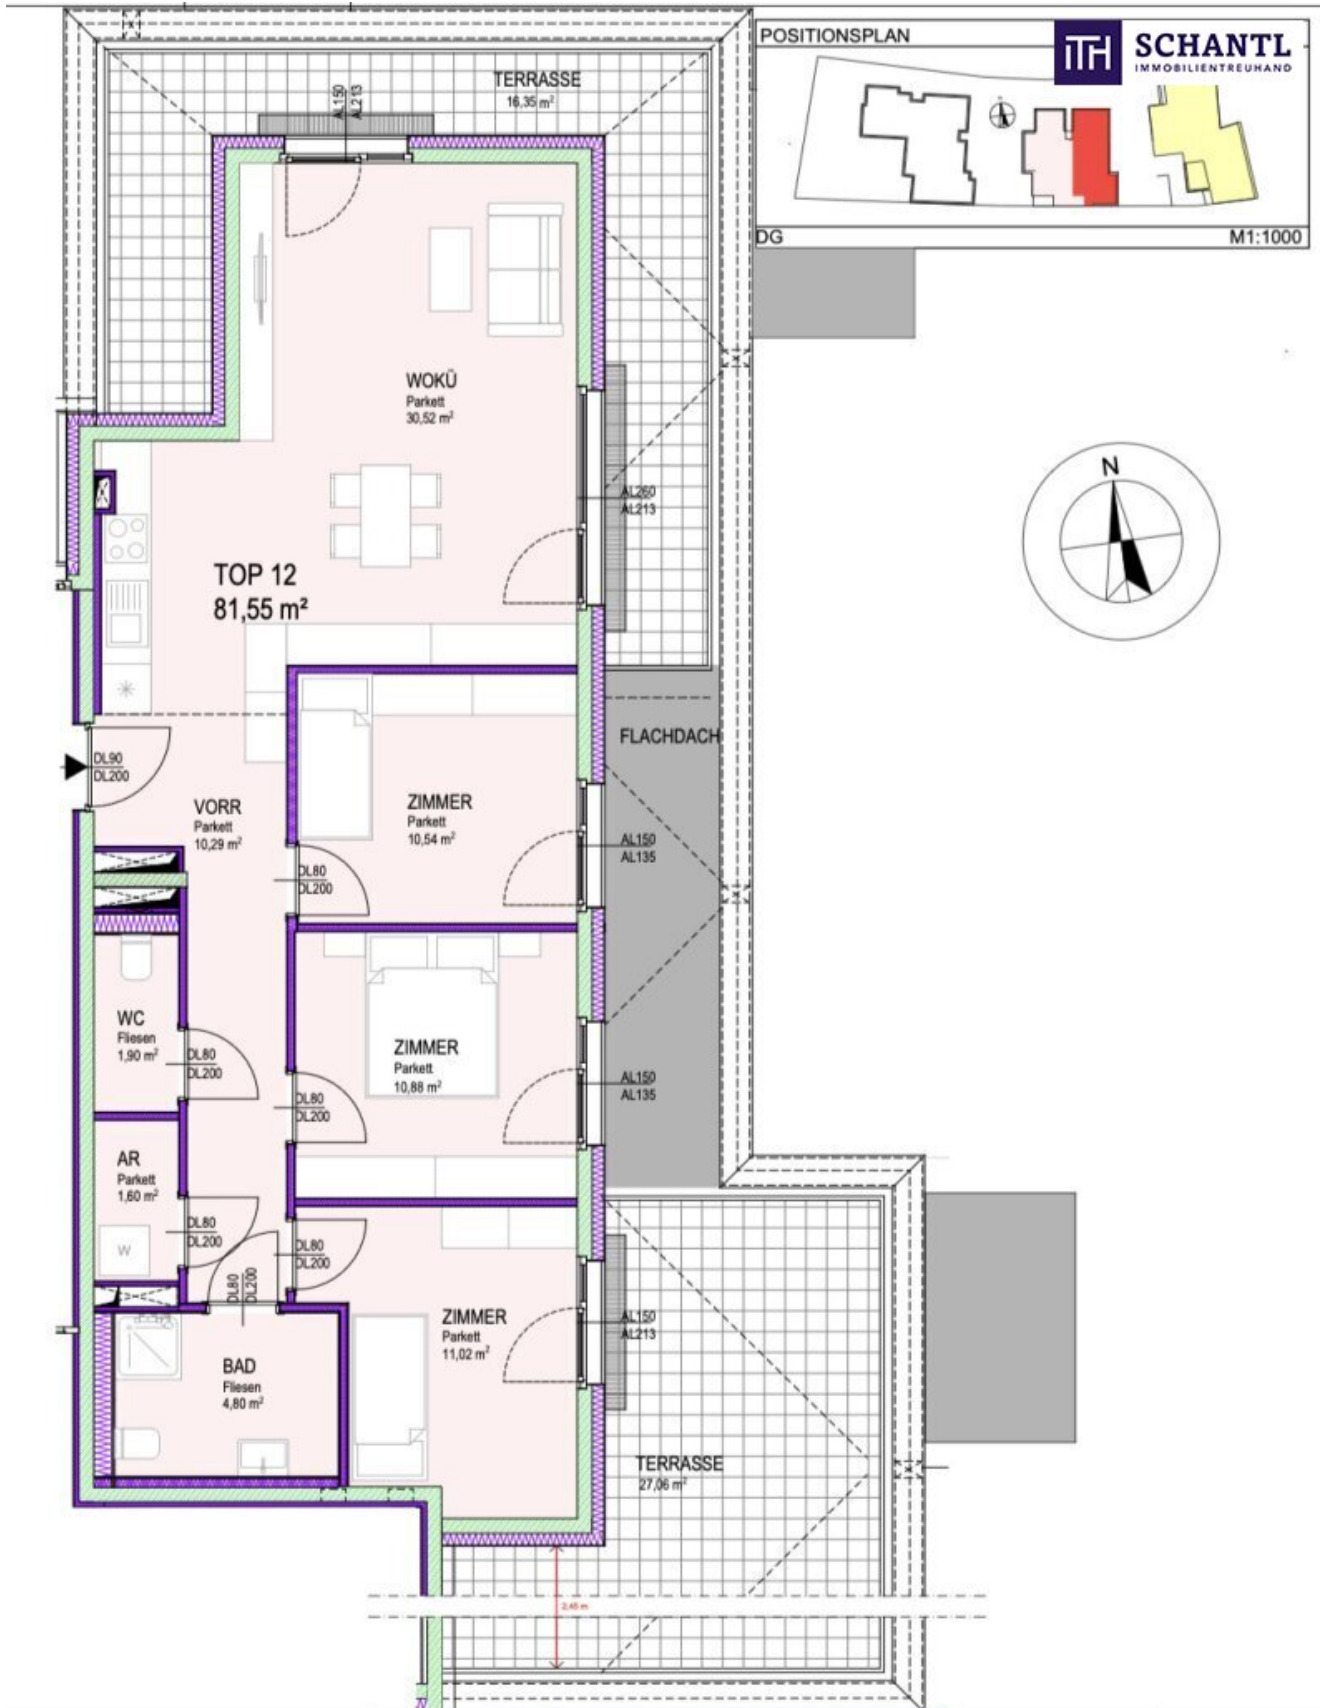 POSITIONSPLAN
ITH SCHANTL
IMMOBILIENTREUHAND
DG
M1:1000
TERRASSE
16,35 m²
AL150
AL213
N
WOKÜ
Parkett
30,52 m²
AL260
AL213
TOP 12
81,55 m²
FLACHDACH
DL90
DL200
VORR
Parkett
10,29 m²
ZIMMER
Parkett
10,54 m²
AL150
AL135
DL80
DL200
WC
Fliesen
1,90 m²
DL80
DL200
ZIMMER
Parkett
10,88 m²
AL150
AL135
DL80
DL200
AR
Parkett
1,60 m²
W
DL80
DL200
DL80
DL200
DL80
DL200
ZIMMER
Parkett
11,02 m²
AL150
AL213
BAD
Fliesen
4,80 m²
TERRASSE
27,06 m²
2,45 m